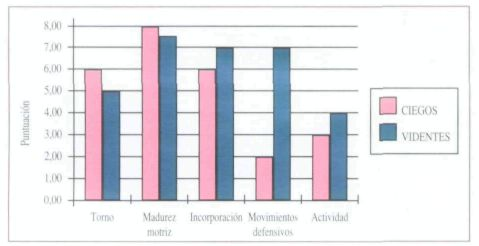 8,00
7,00
6,00
5,00
4,00
3,00
2,00
1,00
0,00
Puntuación
Torno
Madurez
motriz
Incorporación
Movimientos
defensivos
Actividad
CIEGOS
VIDENTES